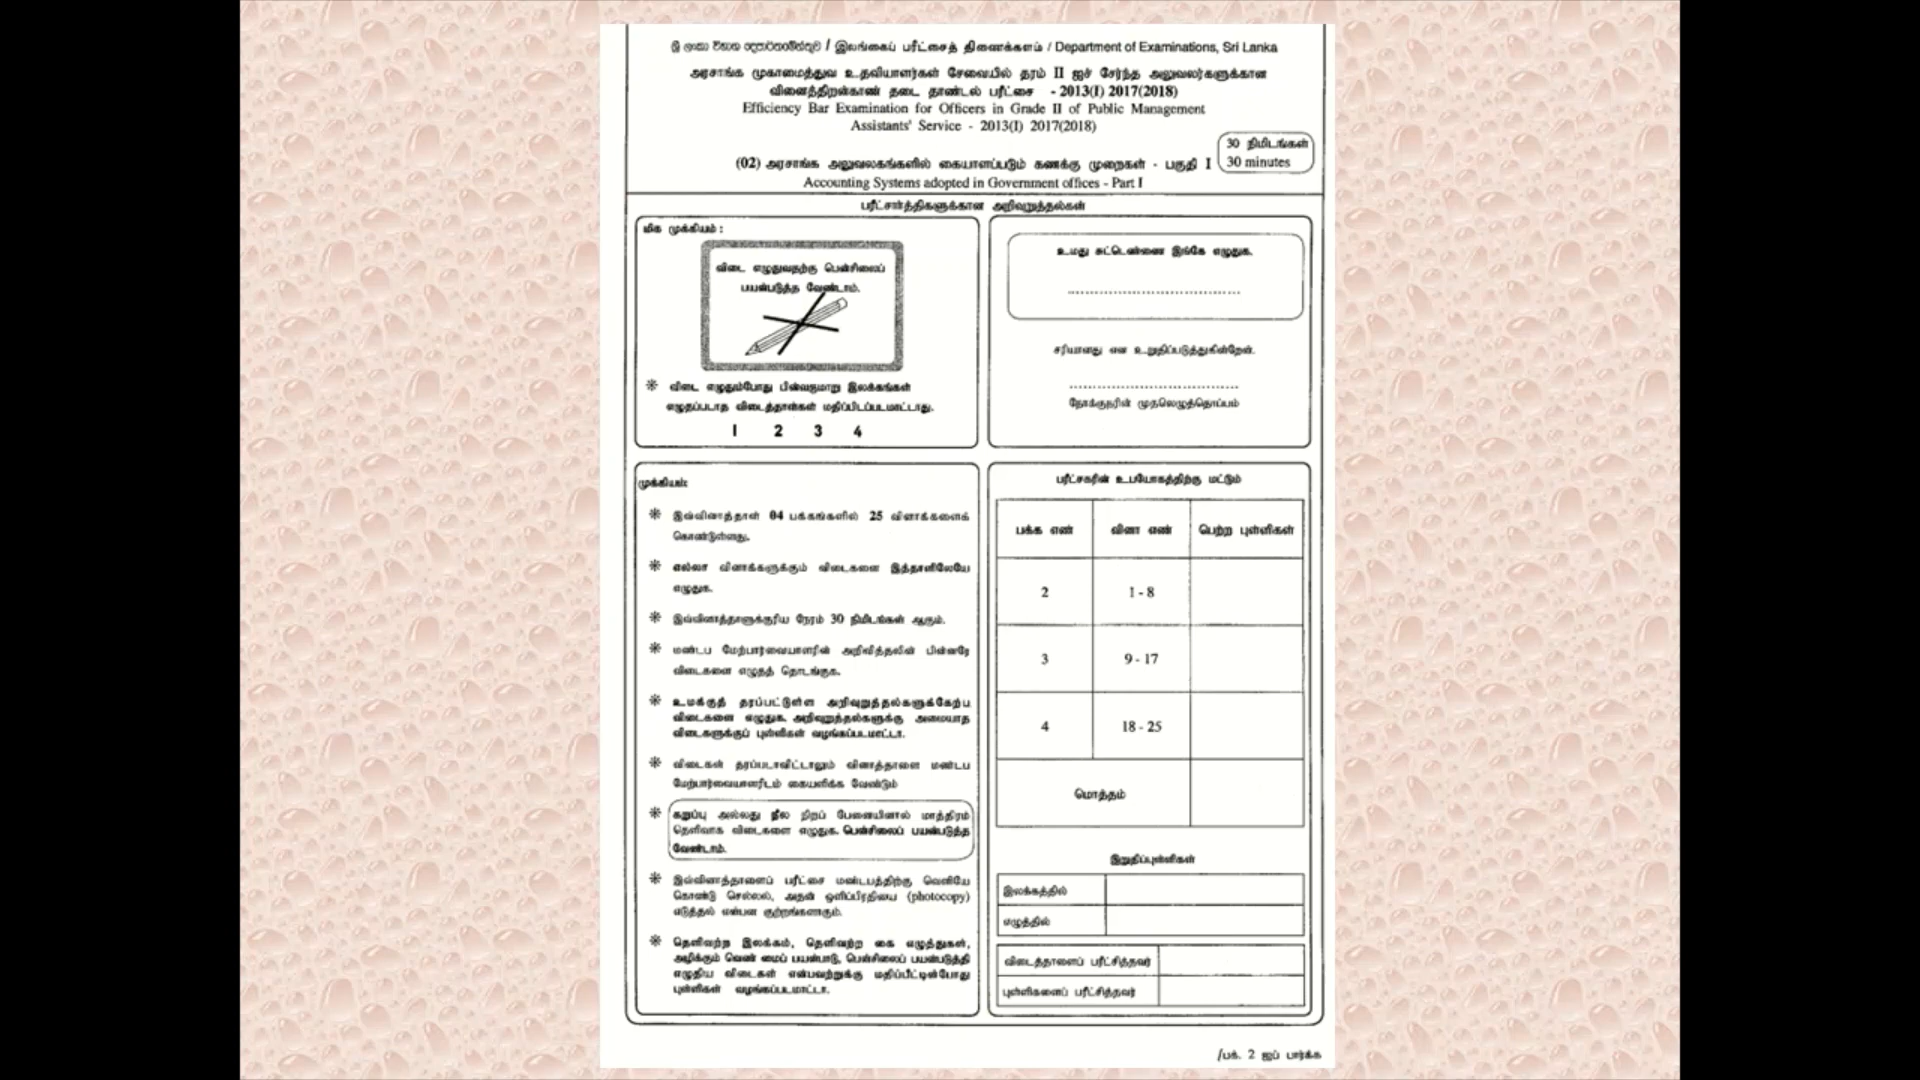 ශ්‍රී ලංකා විභාග දෙපාර්තමේන්තුව / இலங்கைப் பரீட்சைத் திணைக்களம் / Department of Examinations, Sri Lanka
அரசாங்க முகாமைத்துவ உதவியாளர்கள் சேவையில் தரம் II ஐச் சேர்ந்த அலுவலர்களுக்கான
வினைத்திறன்காண் தடை தாண்டல் பரீட்சை - 2013(I) 2017(2018)
Efficiency Bar Examination for Officers in Grade II of Public Management
Assistants' Service - 2013(I) 2017(2018)
30 நிமிடங்கள்
30 minutes
(02) அரசாங்க அலுவலகங்களில் கையாளப்படும் கணக்கு முறைகள் - பகுதி I
Accounting Systems adopted in Government offices - Part I
பரீட்சார்த்திகளுக்கான அறிவுறுத்தல்கள்
மிக முக்கியம் :
விடை எழுதுவதற்கு பென்சிலைப்
பயன்படுத்த வேண்டாம்.
* விடை எழுதும்போது பின்வருமாறு இலக்கங்கள்
எழுதப்படாத விடைத்தாள்கள் மதிப்பிடப்படமாட்டாது.
1 2 3 4
உமது சுட்டெண்ணை இங்கே எழுதுக.
..................................
சரியானது என உறுதிப்படுத்துகின்றேன்.
..................................
நோக்குநரின் முதலெழுத்தொப்பம்
முக்கியம்:
* இவ்வினாத்தாள் 04 பக்கங்களில் 25 வினாக்களைக்
கொண்டுள்ளது.
* எல்லா வினாக்களுக்கும் விடைகளை இத்தாளிலேயே
எழுதுக.
* இவ்வினாத்தாளுக்குரிய நேரம் 30 நிமிடங்கள் ஆகும்.
* மண்டப மேற்பார்வையாளரின் அறிவித்தலின் பின்னரே
விடைகளை எழுதத் தொடங்குக.
* உமக்குத் தரப்பட்டுள்ள அறிவுறுத்தல்களுக்கேற்ப
விடைகளை எழுதுக. அறிவுறுத்தல்களுக்கு அமையாத
விடைகளுக்குப் புள்ளிகள் வழங்கப்படமாட்டா.
* விடைகள் தரப்படாவிட்டாலும் வினாத்தாளை மண்டப
மேற்பார்வையாளரிடம் கையளிக்க வேண்டும்
* கறுப்பு அல்லது நீல நிறப் பேனையினால் மாத்திரம்
தெளிவாக விடைகளை எழுதுக. பென்சிலைப் பயன்படுத்த
வேண்டாம்.
* இவ்வினாத்தாளைப் பரீட்சை மண்டபத்திற்கு வெளியே
கொண்டு செல்லல், அதன் ஒளிப்பிரதியை (photocopy)
எடுத்தல் என்பன குற்றங்களாகும்.
* தெளிவற்ற இலக்கம், தெளிவற்ற கை எழுத்துகள்,
அழிக்கும் வெண் மைப் பயன்பாடு, பென்சிலைப் பயன்படுத்தி
எழுதிய விடைகள் என்பவற்றுக்கு மதிப்பீட்டின்போது
புள்ளிகள் வழங்கப்படமாட்டா.
பரீட்சகரின் உபயோகத்திற்கு மட்டும்
பக்க எண் வினா எண் பெற்ற புள்ளிகள்
2 1 - 8
3 9 - 17
4 18 - 25
மொத்தம்
இறுதிப்புள்ளிகள்
இலக்கத்தில்
எழுத்தில்
விடைத்தாளைப் பரீட்சித்தவர்
புள்ளிகளைப் பரீட்சித்தவர்
/பக். 2 ஐப் பார்க்க